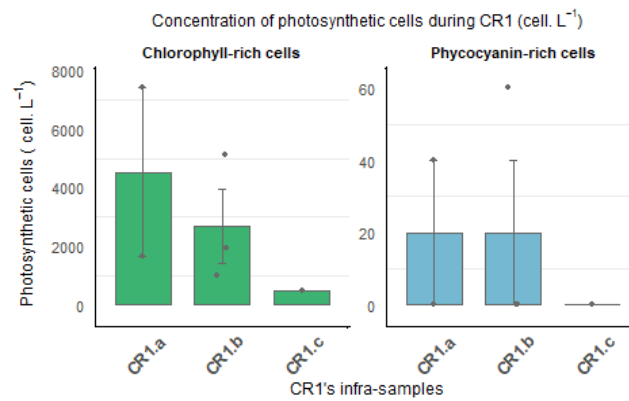 Concentration of photosynthetic cells during CR1 (cell. L⁻¹)
Chlorophyll-rich cells
Phycocyanin-rich cells
Photosynthetic cells ( cell. L⁻¹)
8000
6000
4000
2000
0
60
40
20
0
CR1.a
CR1.b
CR1.c
CR1.a
CR1.b
CR1.c
CR1's infra-samples